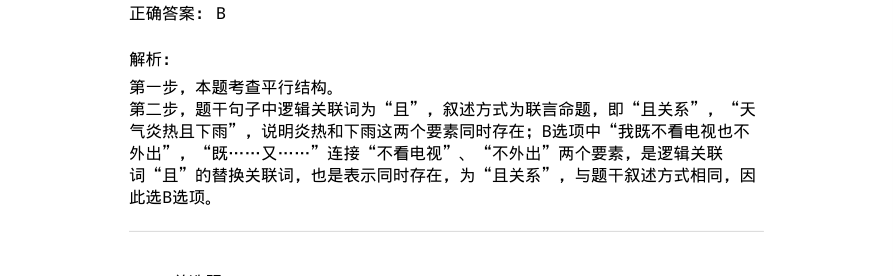 正确答案： B
解析：
第一步，本题考查平行结构。
第二步，题干句子中逻辑关联词为“且”，叙述方式为联言命题，即“且关系”，“天
气炎热且下雨”，说明炎热和下雨这两个要素同时存在；B选项中“我既不看电视也不
外出”，“既……又……”连接“不看电视”、“不外出”两个要素，是逻辑关联
词“且”的替换关联词，也是表示同时存在，为“且关系”，与题干叙述方式相同，因
此选B选项。